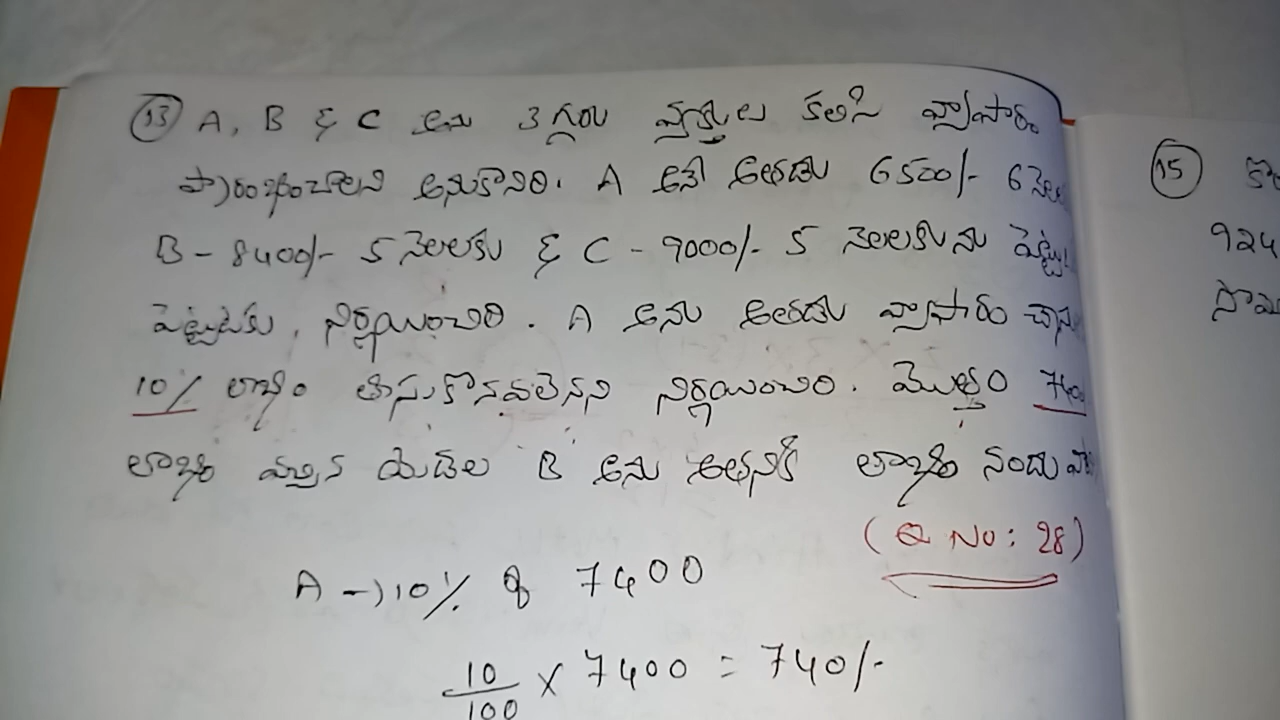 13 A, B & C అను 3 గ్గురు వ్యక్తులు కలిసి వ్యాపారం
ప్రారంభించాలని అనుకొనిరి. A అనే అతడు 6500/- 6 నెల
B - 8400/- 5 నెలలకు & C - 9000/- 5 నెలలకును పెట్టు
పెట్టుటకు, నిర్ణయించిరి. A అను అతడు వ్యాపారం
10% లాభం తీసుకొనవలెనని నిర్ణయించిరి. మొత్తం 740
లాభం వచ్చిన యెడల B అను అతనికి లాభం నందు వా
(Q No: 28)
A → 10% of 7400
10/100 × 7400 = 740/-
15
924